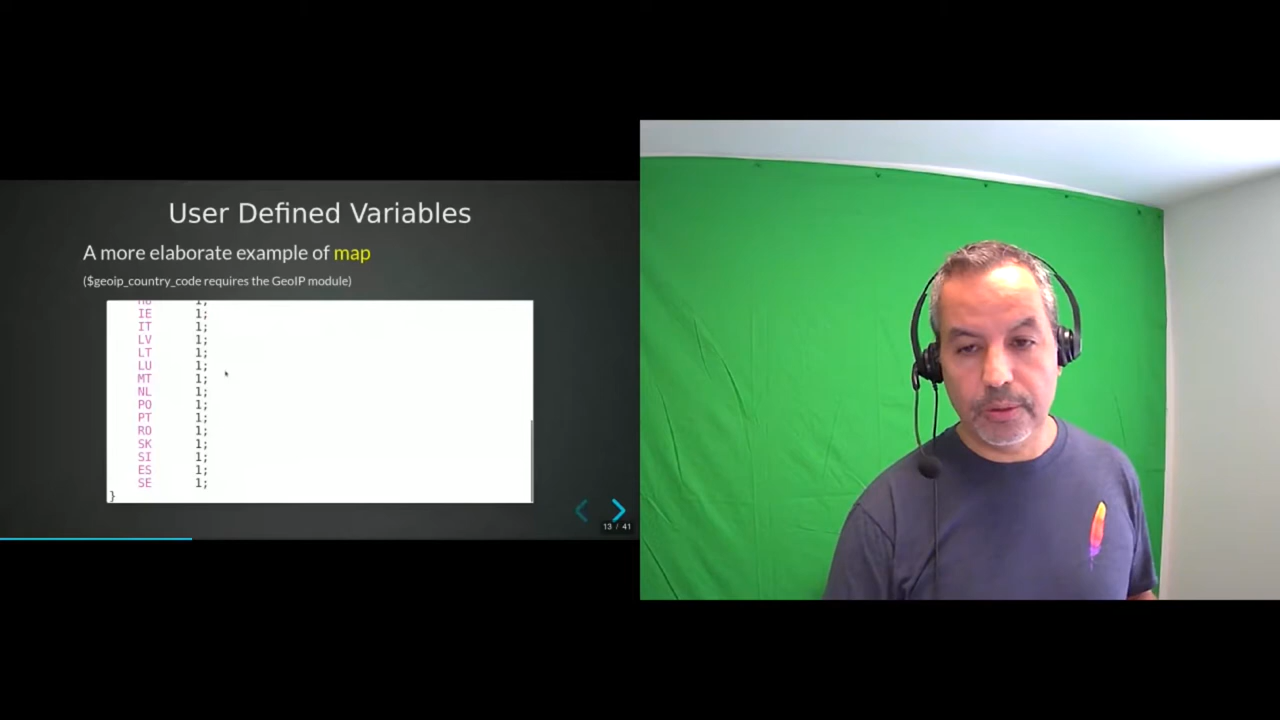 User Defined Variables
A more elaborate example of map
($geoip_country_code requires the GeoIP module)
IE 1;
IT 1;
LV 1;
LT 1;
LU 1;
MT 1;
NL 1;
PO 1;
PT 1;
RO 1;
SK 1;
SI 1;
ES 1;
SE 1;
}
13 / 41